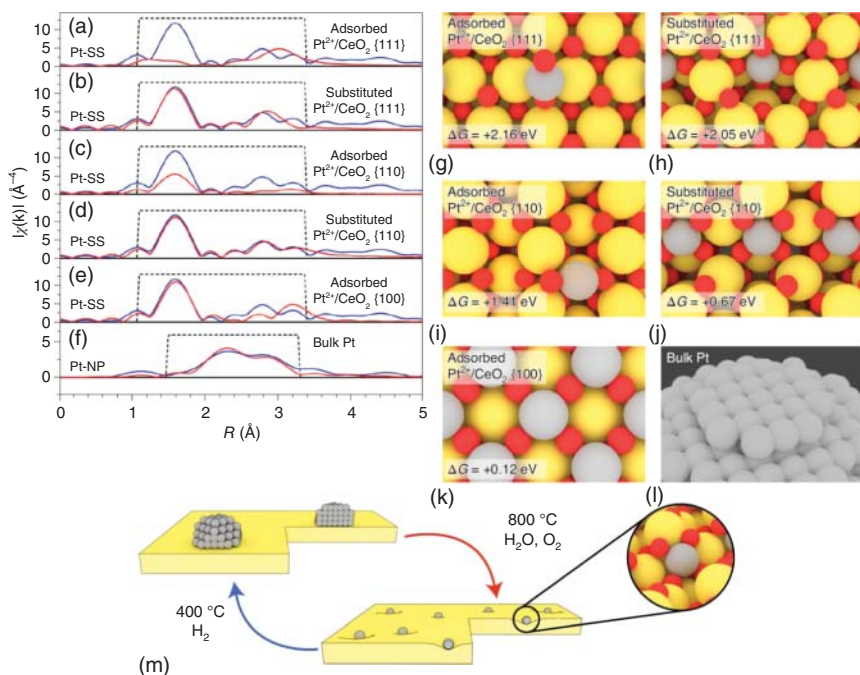 (a)
Pt-SS
Adsorbed
Pt²⁺/CeO₂ {111}
(b)
Pt-SS
Substituted
Pt²⁺/CeO₂ {111}
(c)
Pt-SS
Adsorbed
Pt²⁺/CeO₂ {110}
(d)
Pt-SS
Substituted
Pt²⁺/CeO₂ {110}
(e)
Pt-SS
Adsorbed
Pt²⁺/CeO₂ {100}
(f)
Pt-NP
Bulk Pt
10
5
0
10
5
0
10
5
0
10
5
0
10
5
0
5
0
|χ(k)| (Å⁻⁴)
0 1 2 3 4 5
R (Å)
Adsorbed
Pt²⁺/CeO₂ {111}
ΔG = +2.16 eV
(g)
Substituted
Pt²⁺/CeO₂ {111}
ΔG = +2.05 eV
(h)
Adsorbed
Pt²⁺/CeO₂ {110}
ΔG = +1.41 eV
(i)
Substituted
Pt²⁺/CeO₂ {110}
ΔG = +0.67 eV
(j)
Adsorbed
Pt²⁺/CeO₂ {100}
ΔG = +0.12 eV
(k)
Bulk Pt
(l)
800 °C
H₂O, O₂
400 °C
H₂
(m)